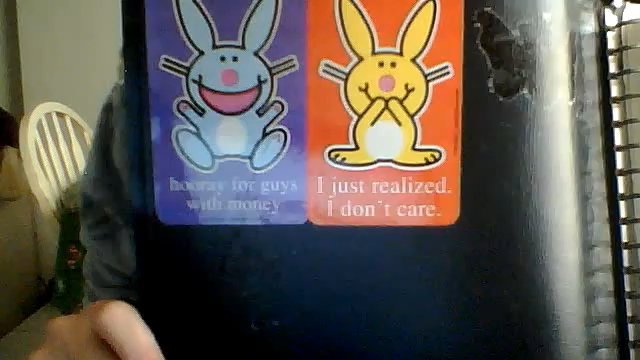 hooray for guys
with money
I just realized.
I don't care.